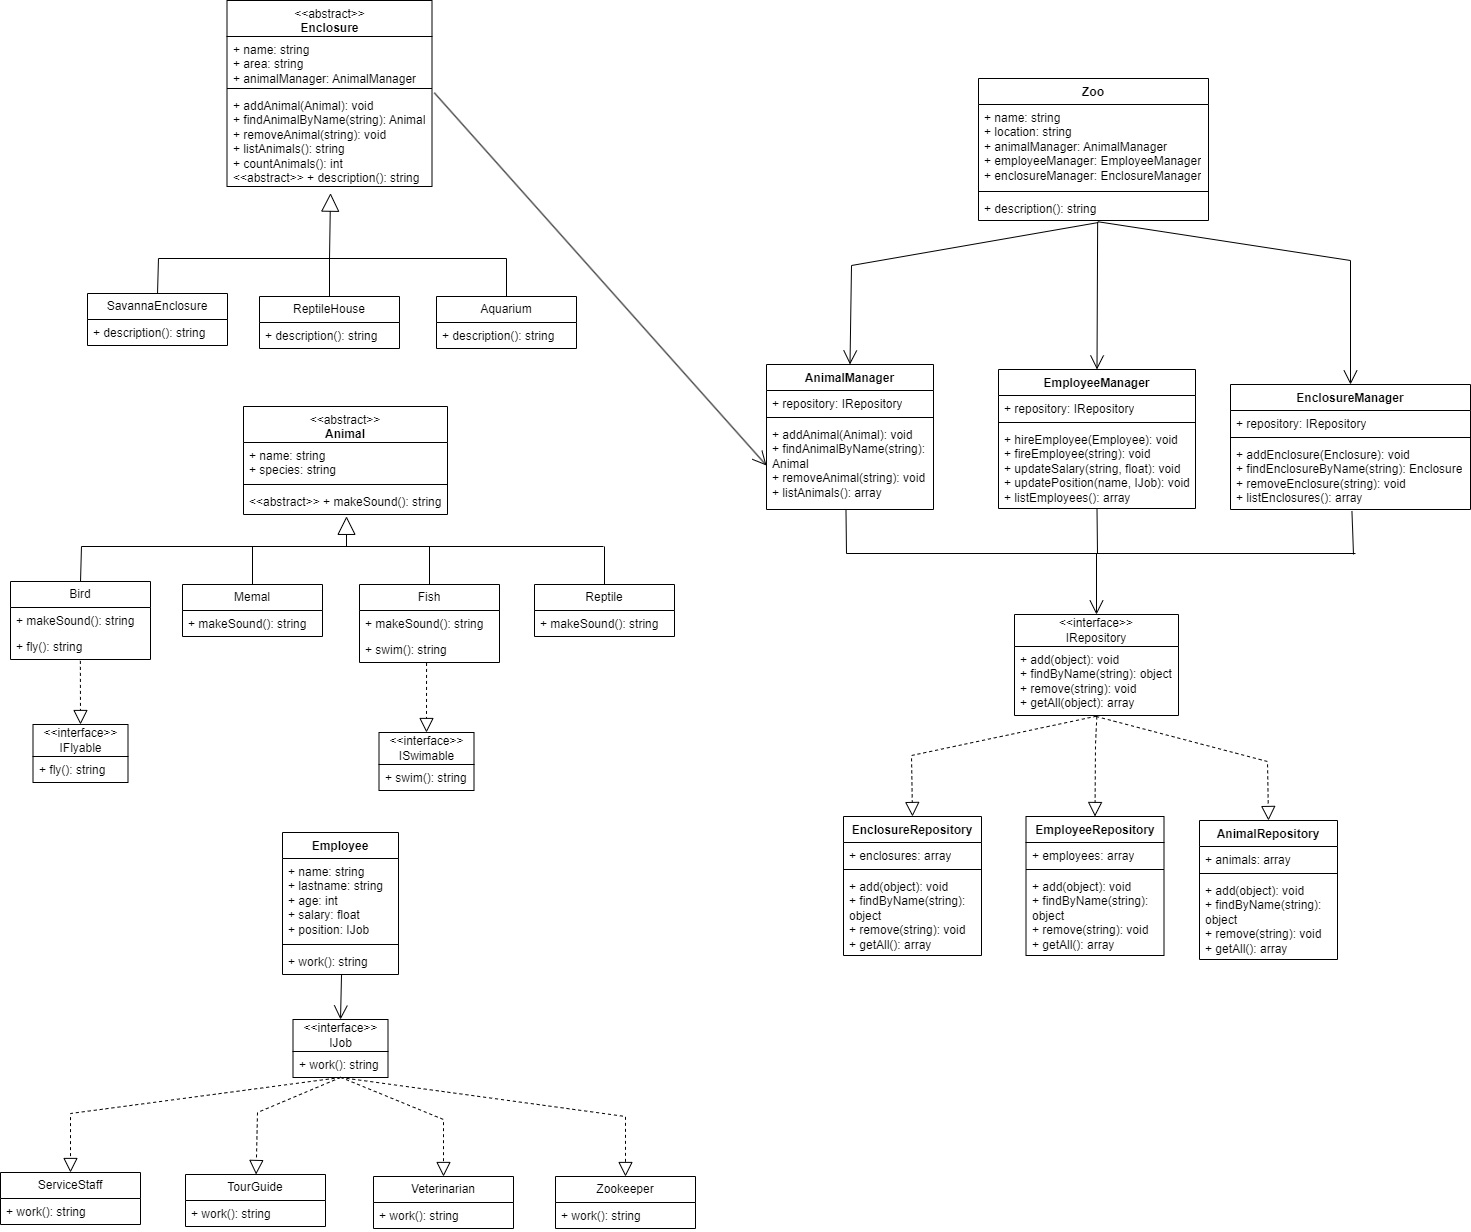 <<abstract>>
Enclosure
+ name: string
+ area: string
+ animalManager: AnimalManager
+ addAnimal(Animal): void
+ findAnimalByName(string): Animal
+ removeAnimal(string): void
+ listAnimals(): string
+ countAnimals(): int
<<abstract>> + description(): string
SavannaEnclosure
+ description(): string
ReptileHouse
+ description(): string
Aquarium
+ description(): string
Zoo
+ name: string
+ location: string
+ animalManager: AnimalManager
+ employeeManager: EmployeeManager
+ enclosureManager: EnclosureManager
+ description(): string
AnimalManager
+ repository: IRepository
+ addAnimal(Animal): void
+ findAnimalByName(string):
Animal
+ removeAnimal(string): void
+ listAnimals(): array
EmployeeManager
+ repository: IRepository
+ hireEmployee(Employee): void
+ fireEmployee(string): void
+ updateSalary(string, float): void
+ updatePosition(name, IJob): void
+ listEmployees(): array
EnclosureManager
+ repository: IRepository
+ addEnclosure(Enclosure): void
+ findEnclosureByName(string): Enclosure
+ removeEnclosure(string): void
+ listEnclosures(): array
<<abstract>>
Animal
+ name: string
+ species: string
<<abstract>> + makeSound(): string
Bird
+ makeSound(): string
+ fly(): string
Memal
+ makeSound(): string
Fish
+ makeSound(): string
+ swim(): string
Reptile
+ makeSound(): string
<<interface>>
IFlyable
+ fly(): string
<<interface>>
ISwimable
+ swim(): string
<<interface>>
IRepository
+ add(object): void
+ findByName(string): object
+ remove(string): void
+ getAll(object): array
EnclosureRepository
+ enclosures: array
+ add(object): void
+ findByName(string):
object
+ remove(string): void
+ getAll(): array
EmployeeRepository
+ employees: array
+ add(object): void
+ findByName(string):
object
+ remove(string): void
+ getAll(): array
AnimalRepository
+ animals: array
+ add(object): void
+ findByName(string):
object
+ remove(string): void
+ getAll(): array
Employee
+ name: string
+ lastname: string
+ age: int
+ salary: float
+ position: IJob
+ work(): string
<<interface>>
IJob
+ work(): string
ServiceStaff
+ work(): string
TourGuide
+ work(): string
Veterinarian
+ work(): string
Zookeeper
+ work(): string